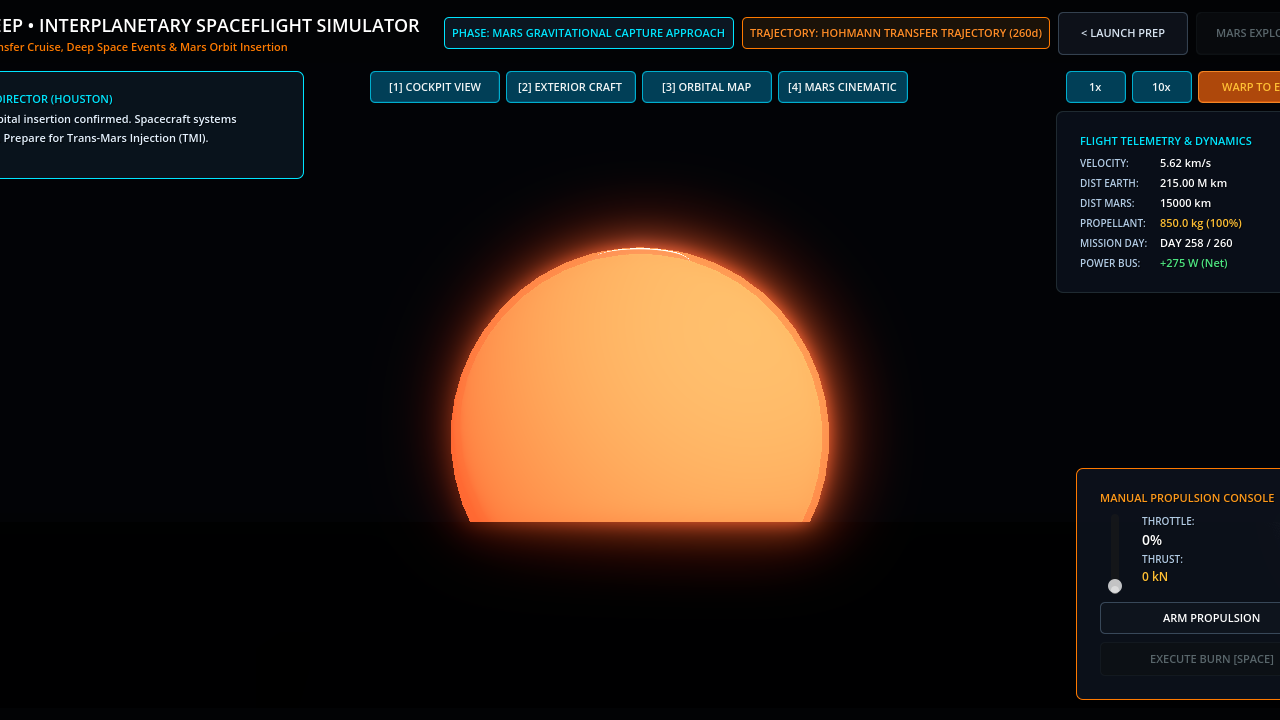 EEP • INTERPLANETARY SPACEFLIGHT SIMULATOR
nsfer Cruise, Deep Space Events & Mars Orbit Insertion
PHASE: MARS GRAVITATIONAL CAPTURE APPROACH
TRAJECTORY: HOHMANN TRANSFER TRAJECTORY (260d)
< LAUNCH PREP
MARS EXPLO
DIRECTOR (HOUSTON)
bital insertion confirmed. Spacecraft systems
Prepare for Trans-Mars Injection (TMI).
[1] COCKPIT VIEW
[2] EXTERIOR CRAFT
[3] ORBITAL MAP
[4] MARS CINEMATIC
1x
10x
WARP TO E
FLIGHT TELEMETRY & DYNAMICS
VELOCITY: 5.62 km/s
DIST EARTH: 215.00 M km
DIST MARS: 15000 km
PROPELLANT: 850.0 kg (100%)
MISSION DAY: DAY 258 / 260
POWER BUS: +275 W (Net)
MANUAL PROPULSION CONSOLE
THROTTLE:
0%
THRUST:
0 kN
ARM PROPULSION
EXECUTE BURN [SPACE]